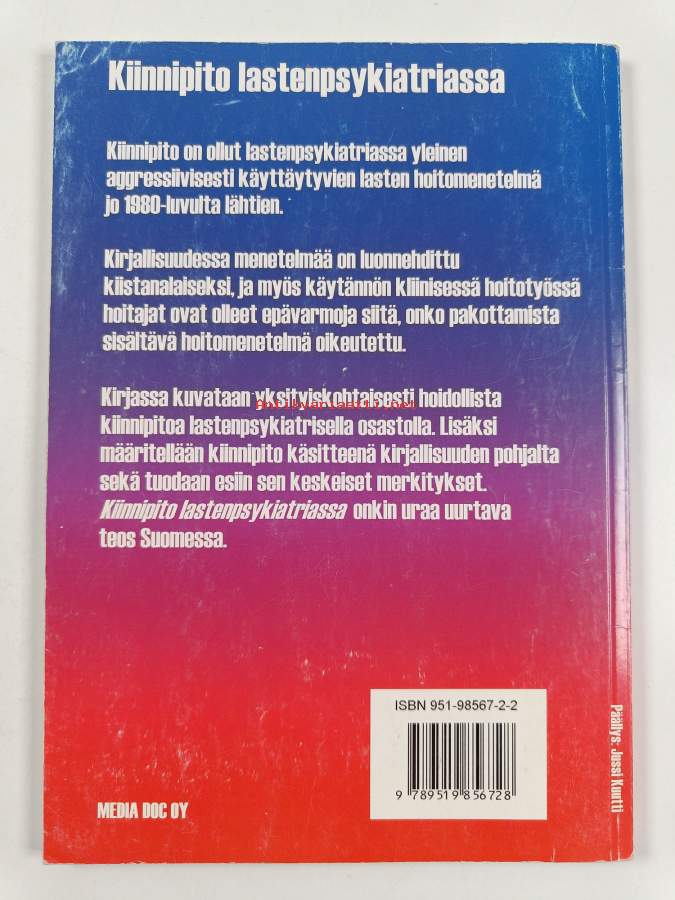 Kiinnipito lastenpsykiatriassa
Kiinnipito on ollut lastenpsykiatriassa yleinen
aggressiivisesti käyttäytyvien lasten hoitomenetelmä
jo 1980-luvulta lähtien.
Kirjallisuudessa menetelmää on luonnehdittu
kiistanalaiseksi, ja myös käytännön kliinisessä hoitotyössä
hoitajat ovat olleet epävarmoja siitä, onko pakottamista
sisältävä hoitomenetelmä oikeutettu.
Kirjassa kuvataan yksityiskohtaisesti hoidollista
Antikvariaatti.net
kiinnipitoa lastenpsykiatrisella osastolla. Lisäksi
määritellään kiinnipito käsitteenä kirjallisuuden pohjalta
sekä tuodaan esiin sen keskeiset merkitykset.
Kiinnipito lastenpsykiatriassa onkin uraa uurtava
teos Suomessa.
ISBN 951-98567-2-2
9 789519 856728
MEDIA DOC OY
Päällys: Jussi Kuutti